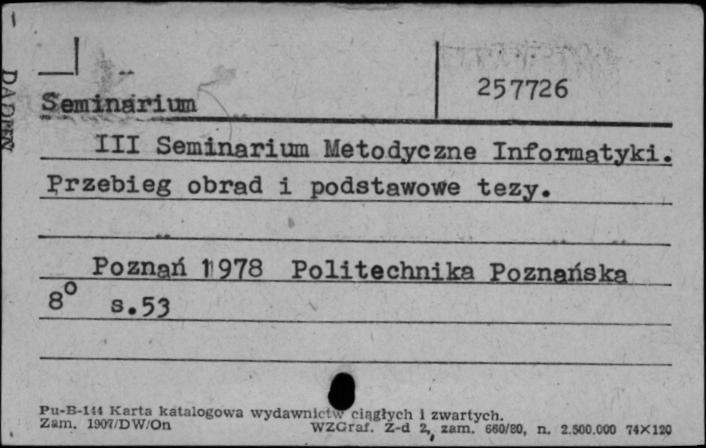 257726
Seminarium
III Seminarium Metodyczne Informatyki.
Przebieg obrad i podstawowe tezy.
Poznań 1978 Politechnika Poznańska
8° s.53
Pu-B-144 Karta katalogowa wydawnictw ciągłych i zwartych.
Zam. 1907/DW/On WZGraf. Z-d 2, zam. 660/80, n. 2.500.000 74X120